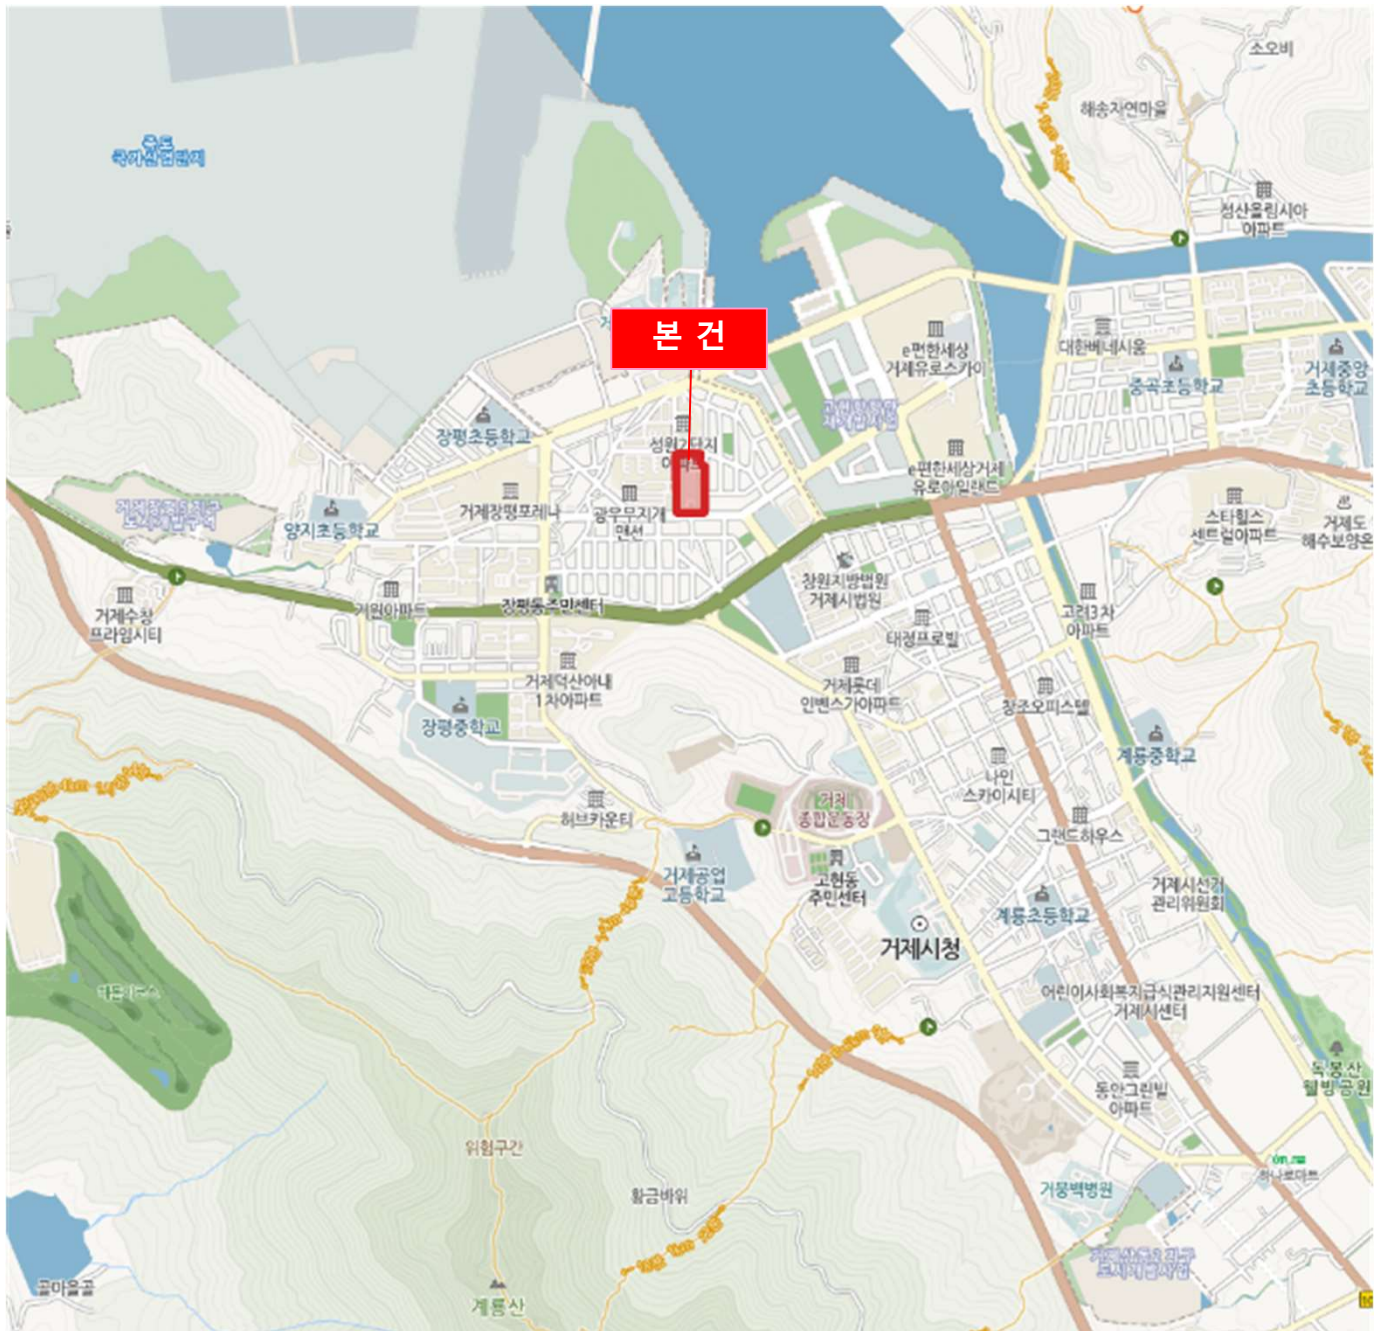 소오비
해송자연마을
죽도
국가산업단지
성산올림시아
아파트
본 건
e편한세상
거제유로스카이
대한베네시움
중곡초등학교
거제중앙
초등학교
장평초등학교
성원2단지
e편한세상거제
유로아일랜드
거제장평포레나
광우무지개
맨션
양지초등학교
스타힐스
센트럴아파트
거제도
해수보양온
창원지방법원
거제시법원
거제수창
프라임시티
거원아파트
장평동주민센터
고려3차
아파트
태정프로빌
거제덕산아내
1차아파트
거제롯데
인벤스가아파트
창조오피스텔
장평중학교
계룡중학교
나인
스카이시티
허브카운티
거제
종합운동장
그랜드하우스
거제공업
고등학교
고현동
주민센터
거제시선거
관리위원회
계룡초등학교
거제시청
어린이사회복지급식관리지원센터
거제시센터
독봉산
웰빙공원
동안그린빌
아파트
위험구간
하나로마트
거붕백병원
황금바위
골마을골
계룡산